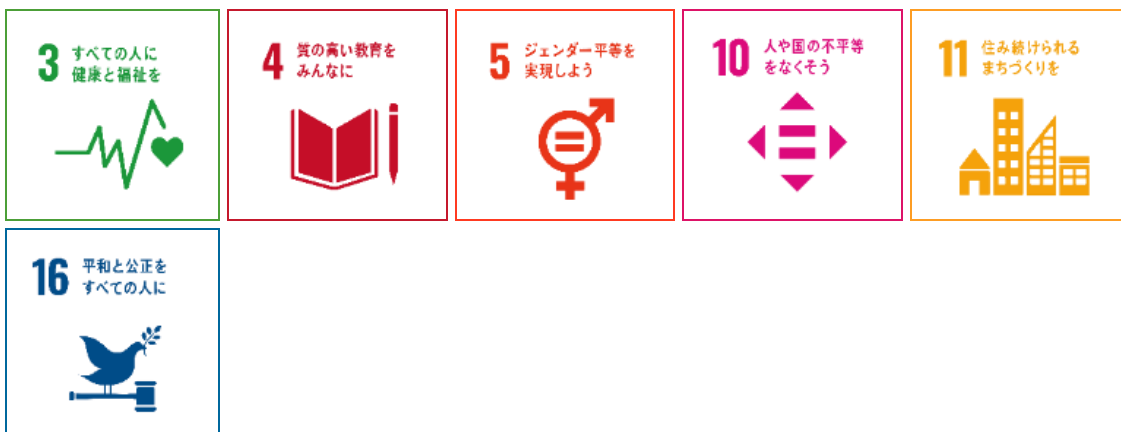 3 すべての人に
健康と福祉を
4 質の高い教育を
みんなに
5 ジェンダー平等を
実現しよう
10 人や国の不平等
をなくそう
11 住み続けられる
まちづくりを
16 平和と公正を
すべての人に